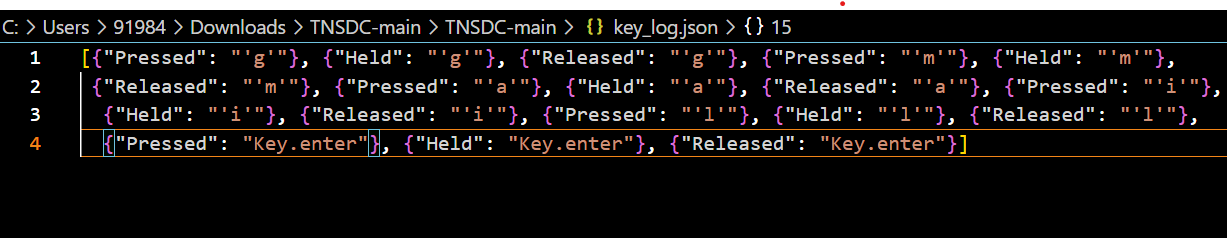 C: > Users > 91984 > Downloads > TNSDC-main > TNSDC-main > {} key_log.json > {} 15
1 [{"Pressed": "'g'"}, {"Held": "'g'"}, {"Released": "'g'"}, {"Pressed": "'m'"}, {"Held": "'m'"},
2 {"Released": "'m'"}, {"Pressed": "'a'"}, {"Held": "'a'"}, {"Released": "'a'"}, {"Pressed": "'i'"},
3 {"Held": "'i'"}, {"Released": "'i'"}, {"Pressed": "'l'"}, {"Held": "'l'"}, {"Released": "'l'"},
4 {"Pressed": "Key.enter"}, {"Held": "Key.enter"}, {"Released": "Key.enter"}]